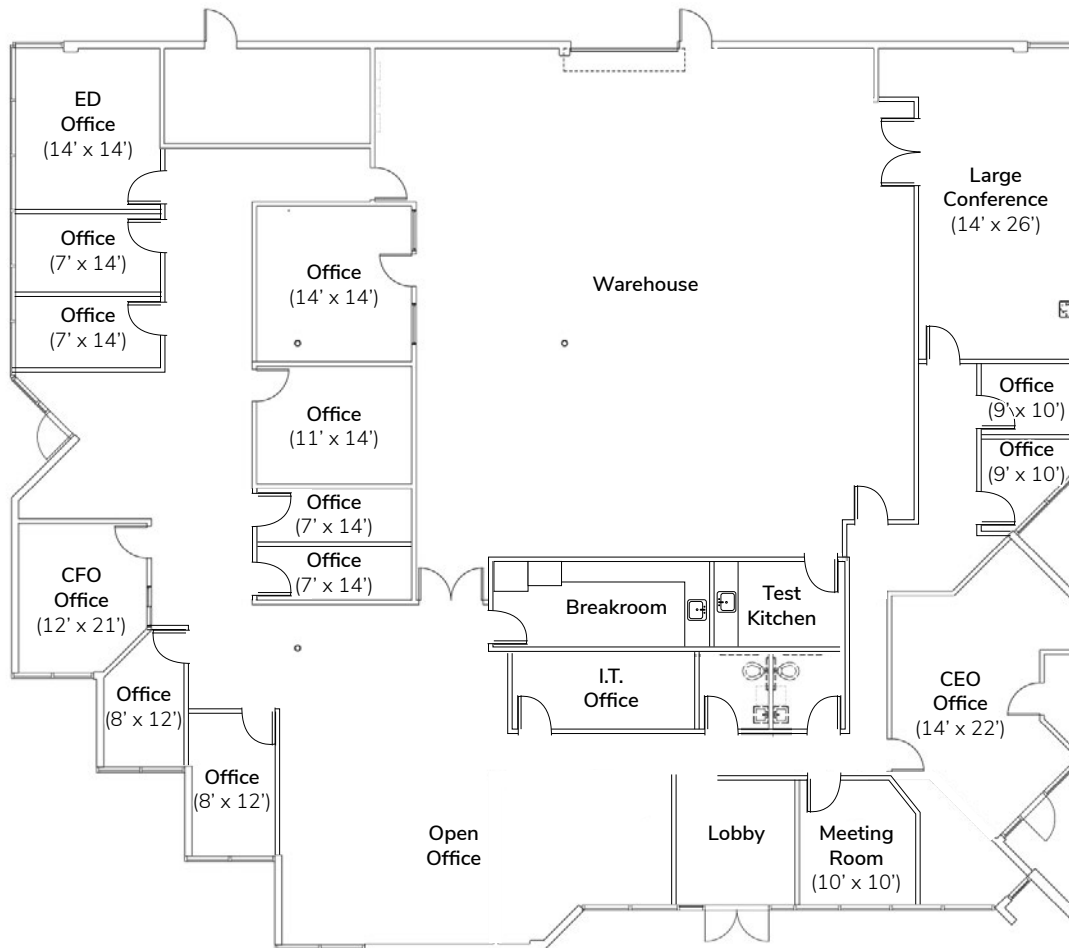 ED
Office
(14’ x 14’)
Office
(7’ x 14’)
Office
(7’ x 14’)
Office
(14’ x 14’)
Warehouse
Large
Conference
(14’ x 26’)
Office
(11’ x 14’)
Office
(9’ x 10’)
Office
(9’ x 10’)
Office
(7’ x 14’)
Office
(7’ x 14’)
CFO
Office
(12’ x 21’)
Breakroom
Test
Kitchen
I.T.
Office
CEO
Office
(14’ x 22’)
Office
(8’ x 12’)
Office
(8’ x 12’)
Open
Office
Lobby
Meeting
Room
(10’ x 10’)